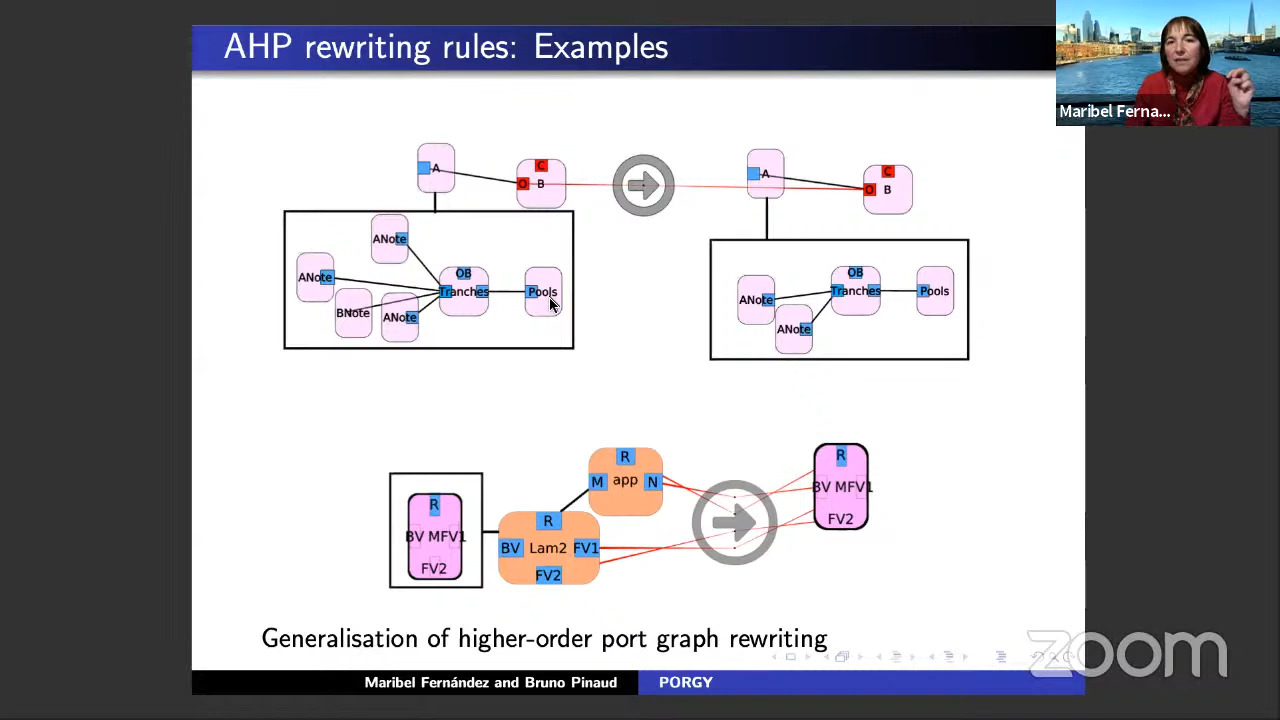 AHP rewriting rules: Examples
Maribel Ferna...
A
C
O
B
A
C
O
B
ANote
ANote
BNote
ANote
OB
Tranches
Pools
ANote
ANote
OB
Tranches
Pools
R
BV MFV1
FV2
R
M
app
N
R
BV
Lam2
FV1
FV2
R
BV MFV1
FV2
Generalisation of higher-order port graph rewriting
zoom
Maribel Fernández and Bruno Pinaud
PORGY